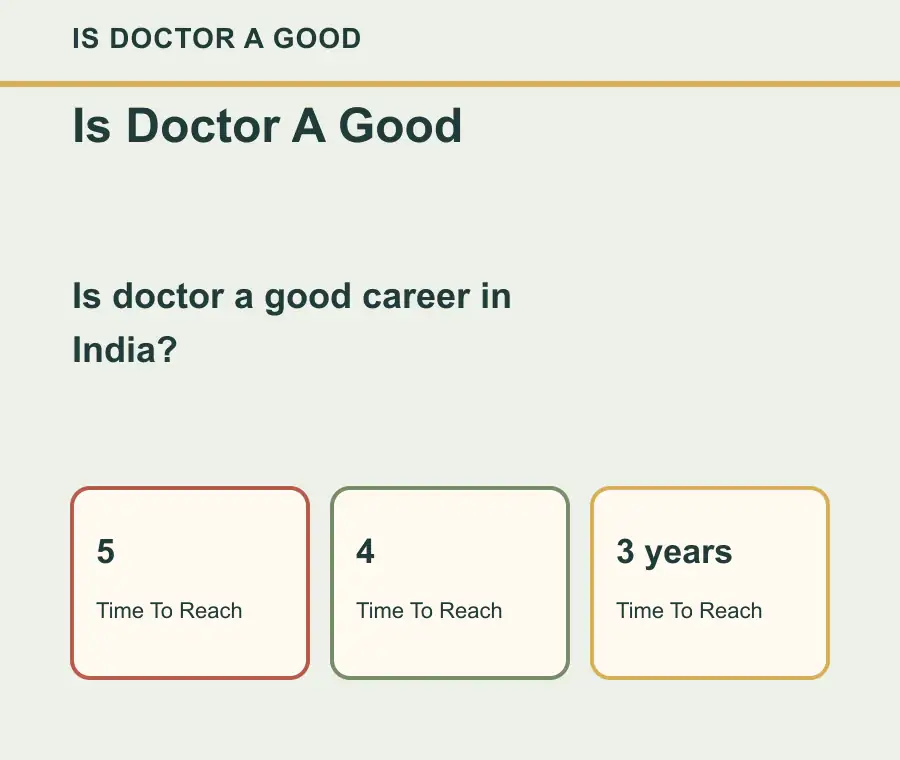 IS DOCTOR A GOOD
Is Doctor A Good
Is doctor a good career in
India?
5
Time To Reach
4
Time To Reach
3 years
Time To Reach